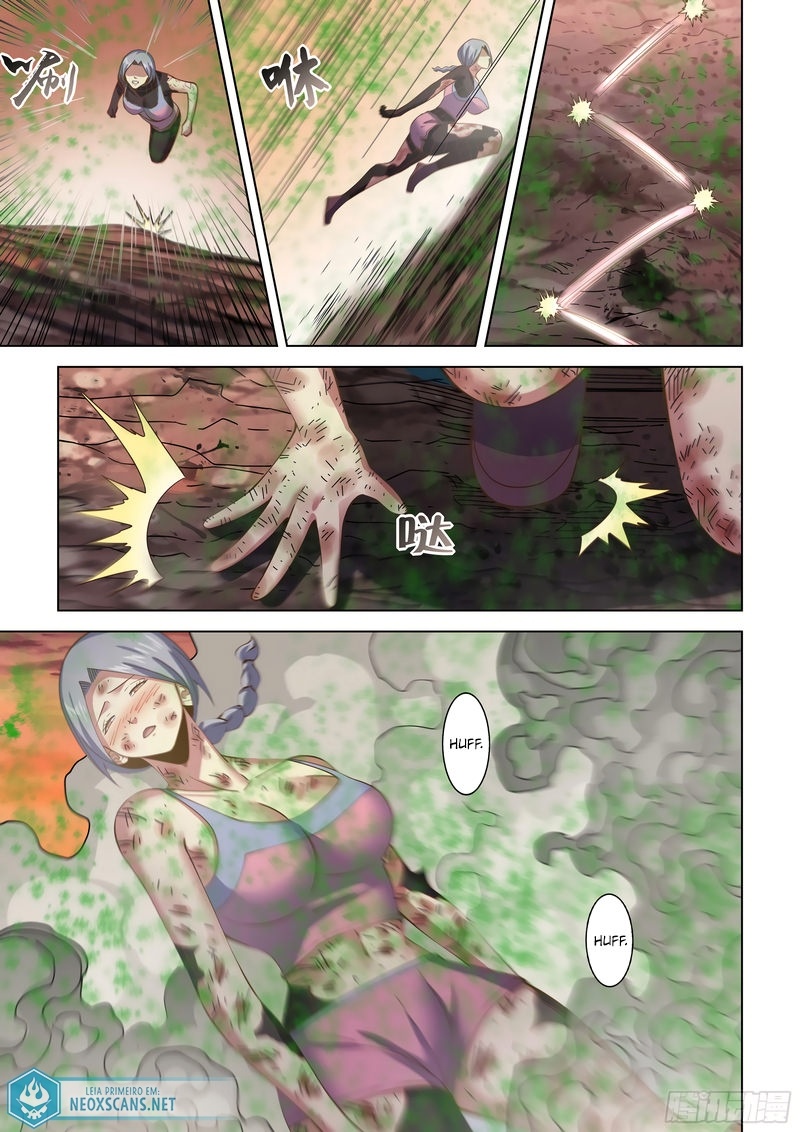 唰
咻
哒
HUFF.
HUFF.
LEIA PRIMEIRO EM:
NEOXSCANS.NET
腾讯动漫